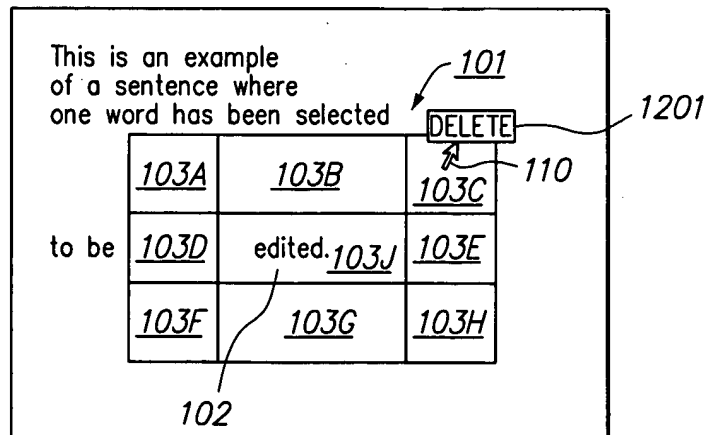 This is an example
of a sentence where 101
one word has been selected
DELETE 1201
103A 103B 103C 110
to be 103D edited. 103J 103E
103F 103G 103H
102